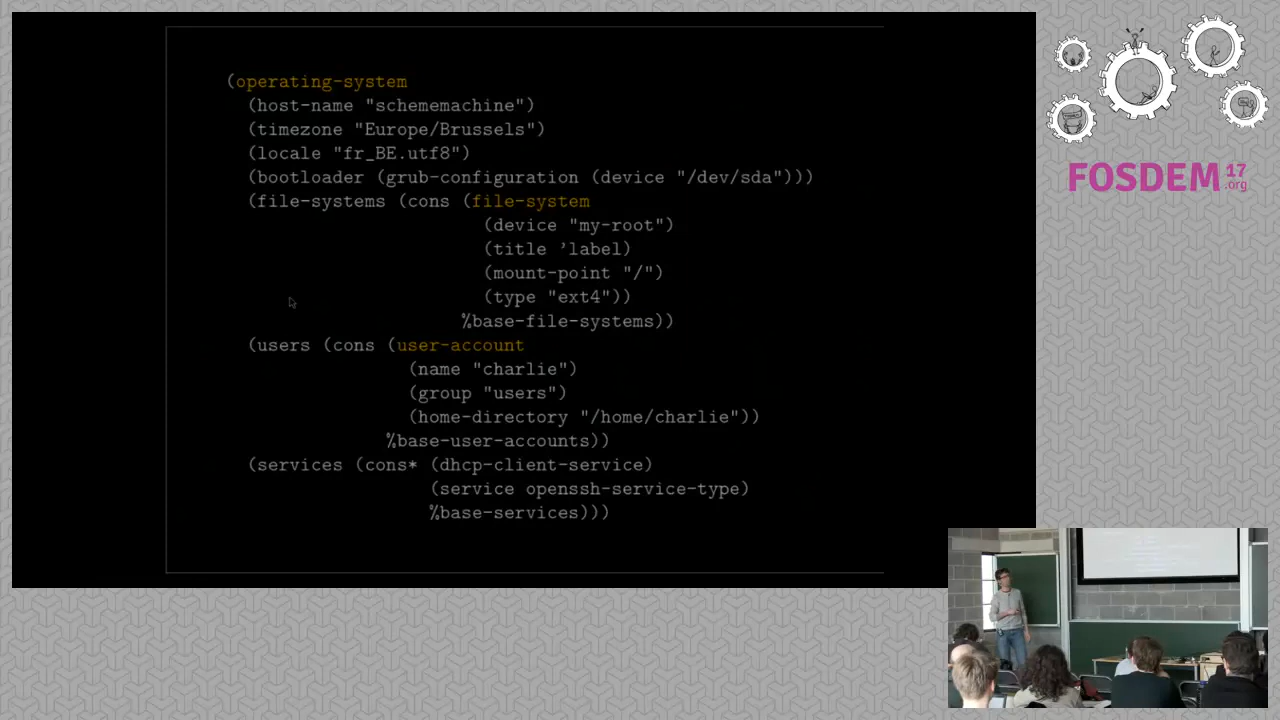 (operating-system
(host-name "schememachine")
(timezone "Europe/Brussels")
(locale "fr_BE.utf8")
(bootloader (grub-configuration (device "/dev/sda")))
(file-systems (cons (file-system
(device "my-root")
(title 'label)
(mount-point "/")
(type "ext4"))
%base-file-systems))
(users (cons (user-account
(name "charlie")
(group "users")
(home-directory "/home/charlie"))
%base-user-accounts))
(services (cons* (dhcp-client-service)
(service openssh-service-type)
%base-services)))
FOSDEM 17
.org